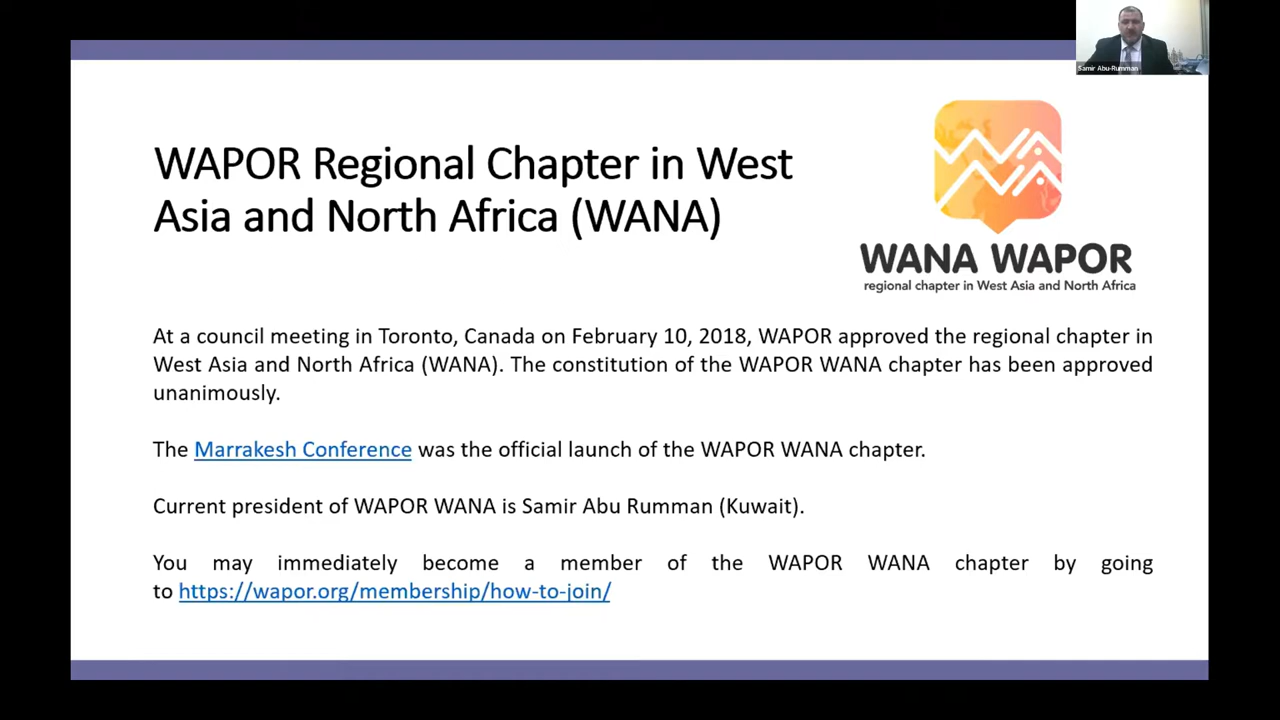 Samir Abu-Rumman
WAPOR Regional Chapter in West
Asia and North Africa (WANA)
WANA WAPOR
regional chapter in West Asia and North Africa
At a council meeting in Toronto, Canada on February 10, 2018, WAPOR approved the regional chapter in
West Asia and North Africa (WANA). The constitution of the WAPOR WANA chapter has been approved
unanimously.
The Marrakesh Conference was the official launch of the WAPOR WANA chapter.
Current president of WAPOR WANA is Samir Abu Rumman (Kuwait).
You may immediately become a member of the WAPOR WANA chapter by going
to https://wapor.org/membership/how-to-join/